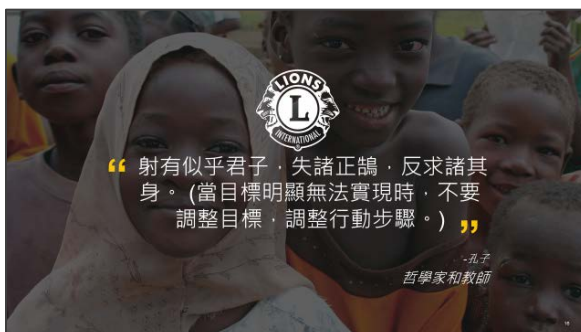 LIONS
L
INTERNATIONAL
“ 射有似乎君子，失諸正鵠，反求諸其
身。 (當目標明顯無法實現時，不要
調整目標，調整行動步驟。) ”
-孔子
哲學家和教師